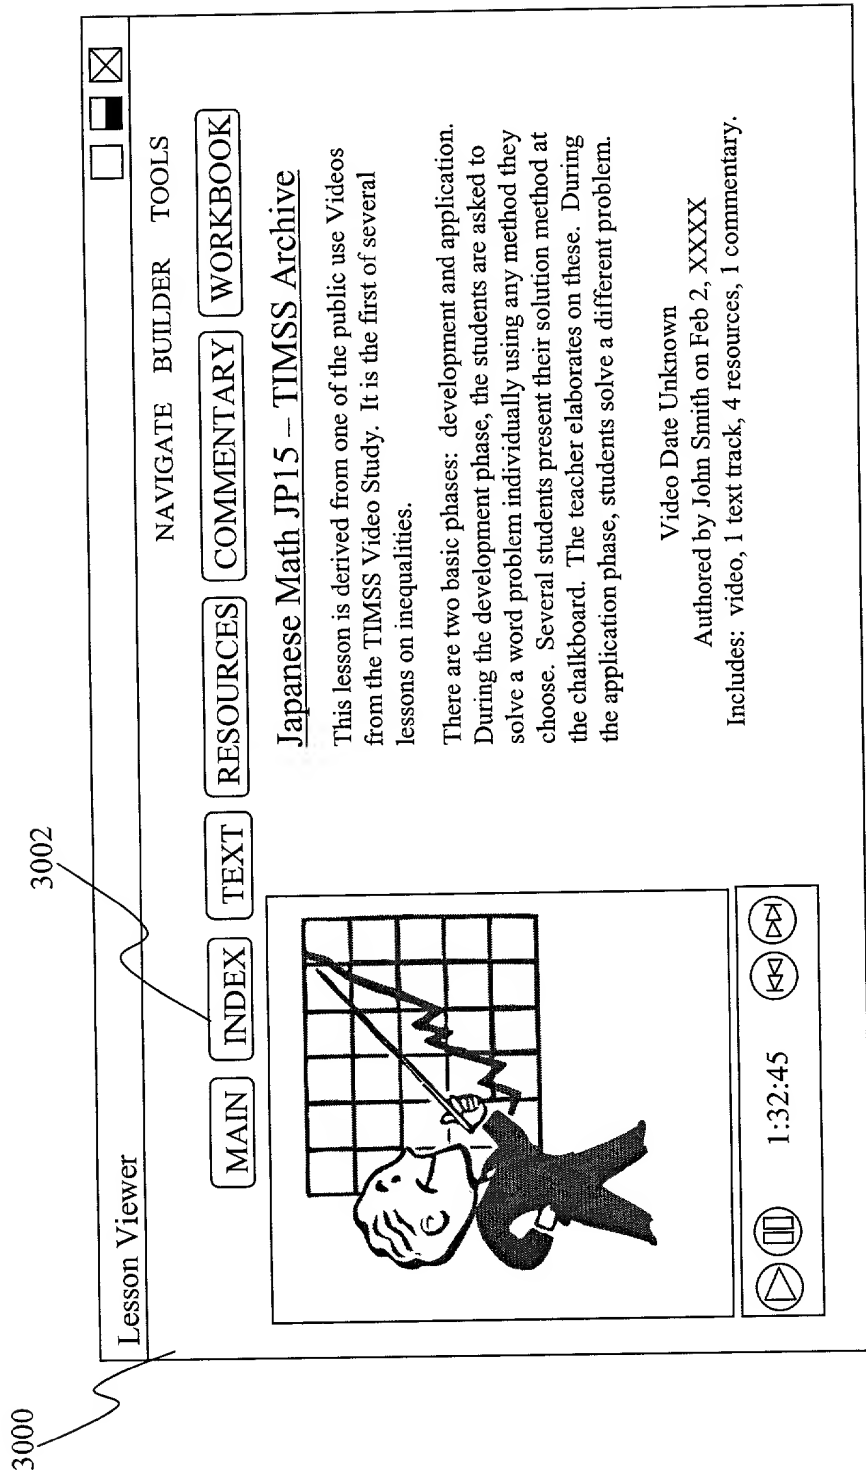 3000
3002
Lesson Viewer
NAVIGATE BUILDER TOOLS
MAIN INDEX TEXT RESOURCES COMMENTARY WORKBOOK
Japanese Math JP15 – TIMSS Archive
This lesson is derived from one of the public use Videos
from the TIMSS Video Study. It is the first of several
lessons on inequalities.
There are two basic phases: development and application.
During the development phase, the students are asked to
solve a word problem individually using any method they
choose. Several students present their solution method at
the chalkboard. The teacher elaborates on these. During
the application phase, students solve a different problem.
Video Date Unknown
Authored by John Smith on Feb 2, XXXX
Includes: video, 1 text track, 4 resources, 1 commentary.
1:32:45